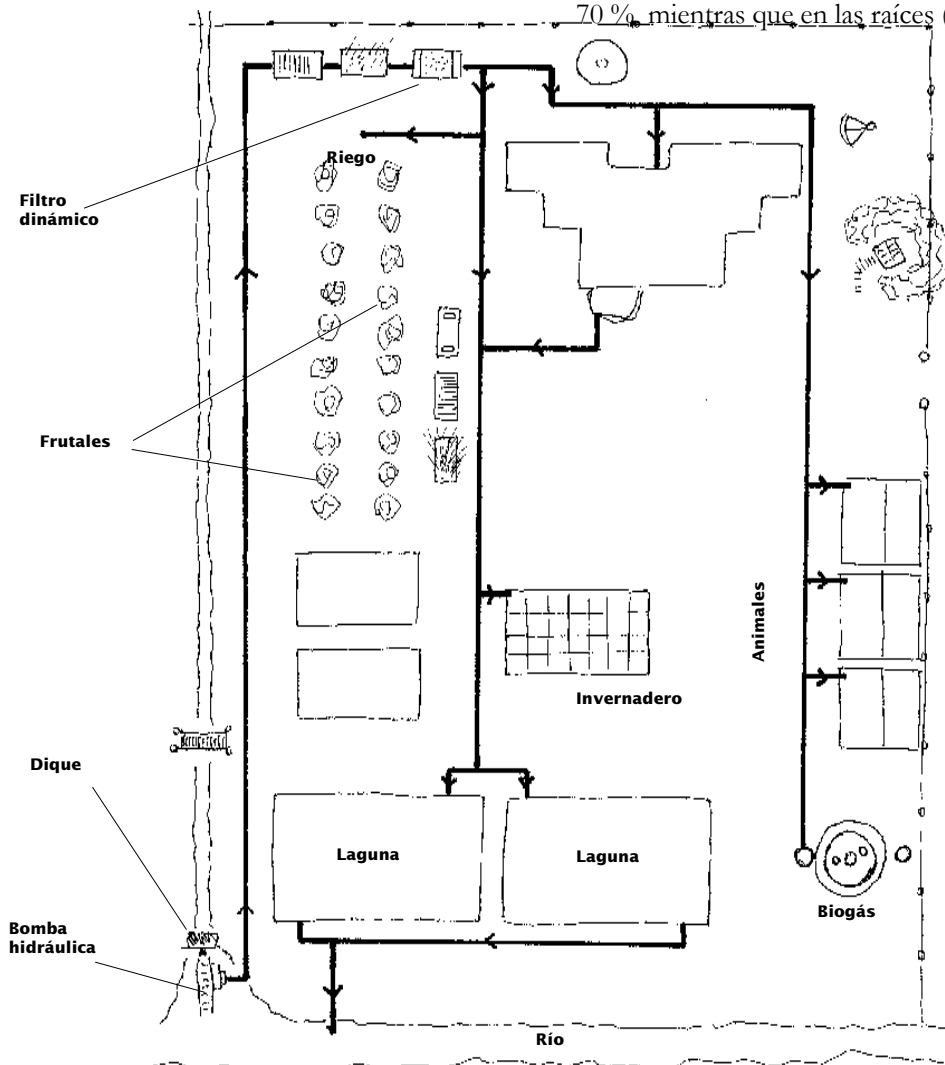 70 % mientras que en las raíces (
Riego
Filtro
dinámico
Frutales
Animales
Invernadero
Dique
Laguna
Laguna
Biogás
Bomba
hidráulica
Río